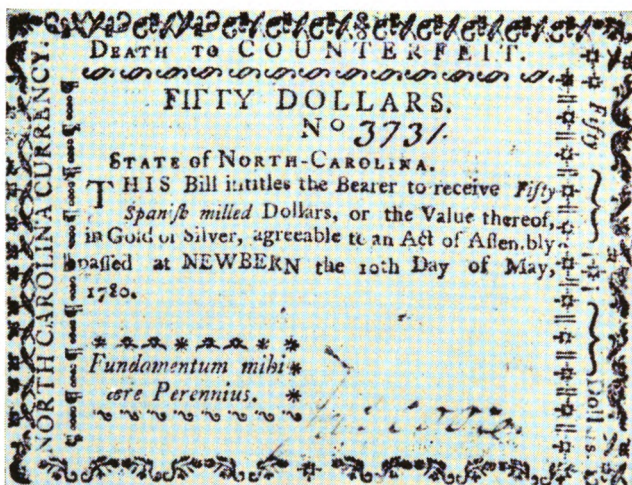 DEATH TO COUNTERFEIT.
FIFTY DOLLARS.
No 3731.
STATE of NORTH-CAROLINA.
THIS Bill intitles the Bearer to receive Fifty
Spaniſh milled Dollars, or the Value thereof,
in Gold or Silver, agreeable to an Act of Aſſembly
paſſed at NEWBERN the 10th Day of May,
1780.
Fundamentum mihi
ære Perennius.
NORTH CAROLINA CURRENCY.
Fifty
Dollars